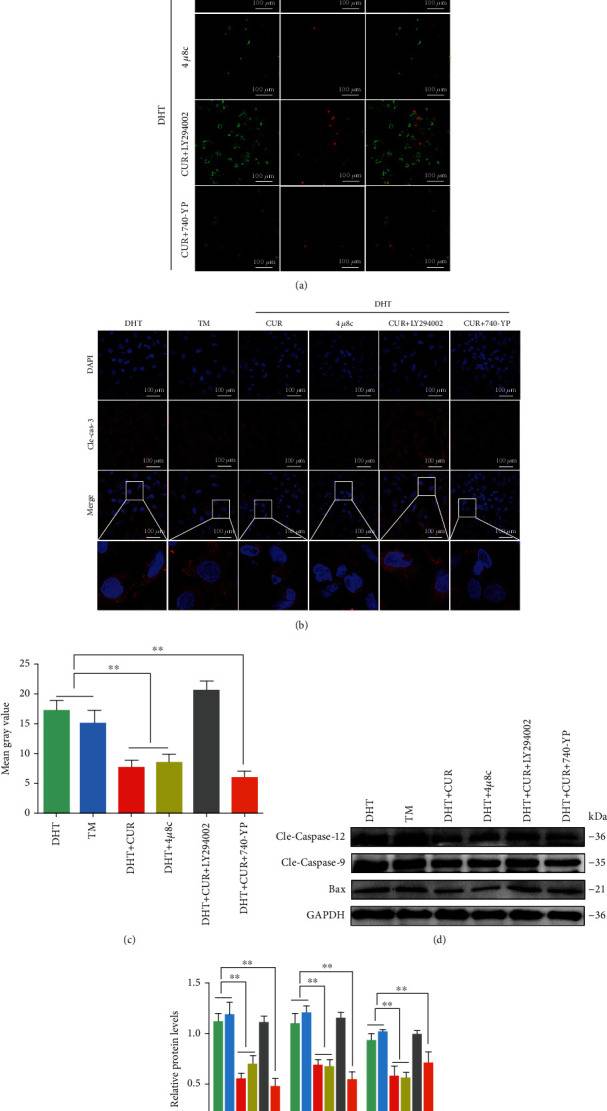 100 μm 100 μm 100 μm
DHT
4 μ8c
100 μm 100 μm 100 μm
CUR+LY294002
100 μm 100 μm 100 μm
CUR+740-YP
100 μm 100 μm 100 μm
(a)
DHT
DHT TM CUR 4 μ8c CUR+LY294002 CUR+740-YP
DAPI
100 μm 100 μm 100 μm 100 μm 100 μm 100 μm
Cle-cas-3
100 μm 100 μm 100 μm 100 μm 100 μm 100 μm
Merge
100 μm 100 μm 100 μm 100 μm 100 μm 100 μm
(b)
Mean gray value
25
20
15
10
5
0
**
**
DHT
TM
DHT+CUR
DHT+4μ8c
DHT+CUR+LY294002
DHT+CUR+740-YP
(c)
DHT
TM
DHT+CUR
DHT+4μ8c
DHT+CUR+LY294002
DHT+CUR+740-YP
kDa
Cle-Caspase-12 −36
Cle-Caspase-9 −35
Bax −21
GAPDH −36
(d)
Relative protein levels
1.5
1.0
0.5
** ** **
** ** **